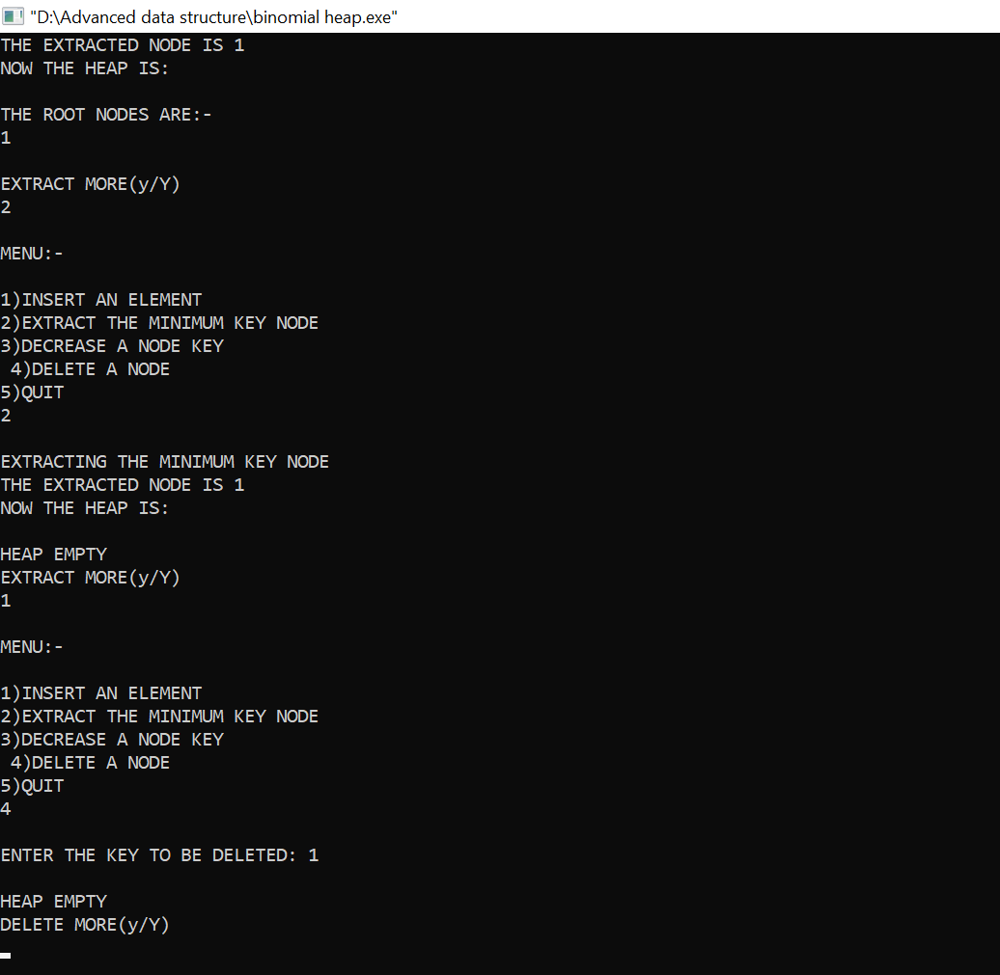 "D:\Advanced data structure\binomial heap.exe"
THE EXTRACTED NODE IS 1
NOW THE HEAP IS:
THE ROOT NODES ARE:-
1
EXTRACT MORE(y/Y)
2
MENU:-
1)INSERT AN ELEMENT
2)EXTRACT THE MINIMUM KEY NODE
3)DECREASE A NODE KEY
4)DELETE A NODE
5)QUIT
2
EXTRACTING THE MINIMUM KEY NODE
THE EXTRACTED NODE IS 1
NOW THE HEAP IS:
HEAP EMPTY
EXTRACT MORE(y/Y)
1
MENU:-
1)INSERT AN ELEMENT
2)EXTRACT THE MINIMUM KEY NODE
3)DECREASE A NODE KEY
4)DELETE A NODE
5)QUIT
4
ENTER THE KEY TO BE DELETED: 1
HEAP EMPTY
DELETE MORE(y/Y)